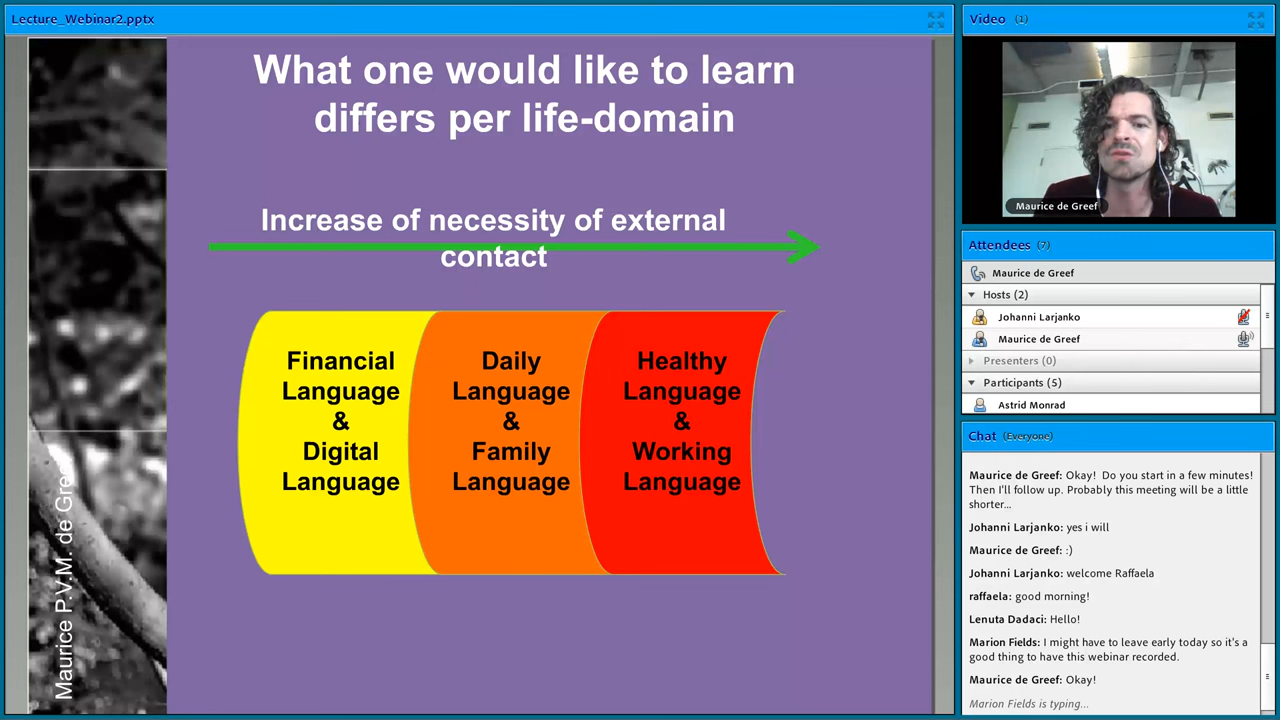 Lecture_Webinar2.pptx
What one would like to learn
differs per life-domain
Increase of necessity of external
contact
Financial
Language
&
Digital
Language
Daily
Language
&
Family
Language
Healthy
Language
&
Working
Language
Maurice P.V.M. de Greef
Video (1)
Maurice de Greef
Attendees (7)
Maurice de Greef
Hosts (2)
Johanni Larjanko
Maurice de Greef
Presenters (0)
Participants (5)
Astrid Monrad
Chat (Everyone)
Maurice de Greef: Okay! Do you start in a few minutes!
Then I'll follow up. Probably this meeting will be a little
shorter...
Johanni Larjanko: yes i will
Maurice de Greef: :)
Johanni Larjanko: welcome Raffaela
raffaela: good morning!
Lenuta Dadaci: Hello!
Marion Fields: I might have to leave early today so it's a
good thing to have this webinar recorded.
Maurice de Greef: Okay!
Marion Fields is typing...